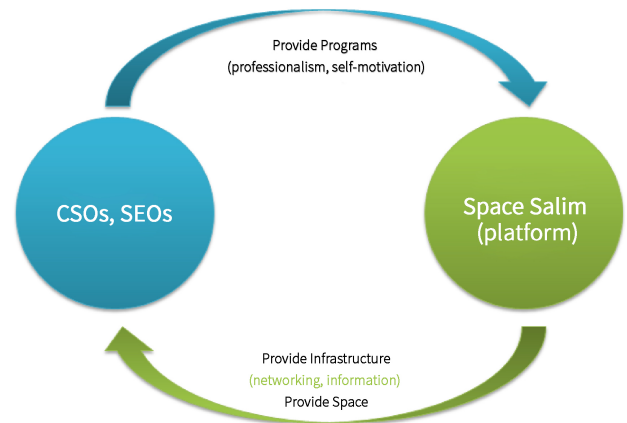 Provide Programs
(professionalism, self-motivation)
CSOs, SEOs
Space Salim
(platform)
Provide Infrastructure
(networking, information)
Provide Space